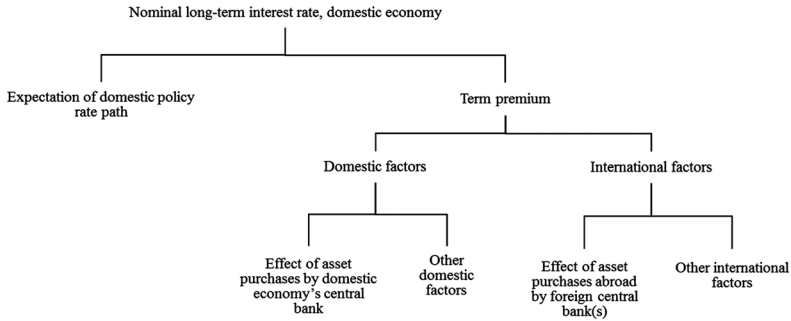 Nominal long-term interest rate, domestic economy
Expectation of domestic policy
rate path
Term premium
Domestic factors
International factors
Effect of asset
purchases by domestic
economy's central
bank
Other
domestic
factors
Effect of asset
purchases abroad
by foreign central
bank(s)
Other international
factors